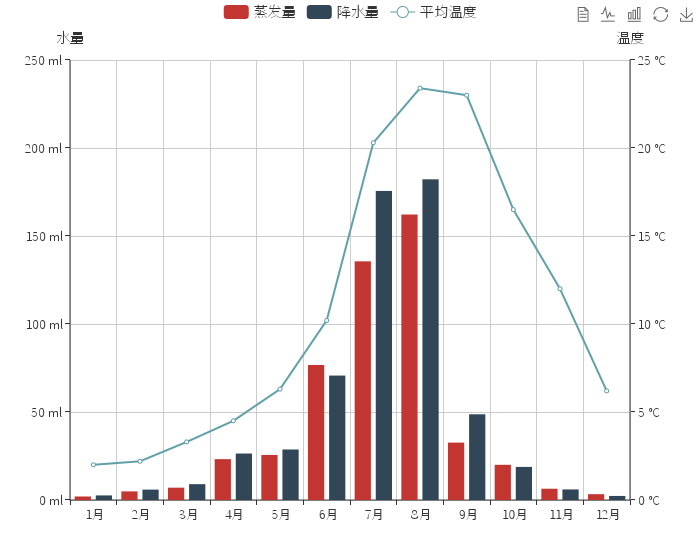 蒸发量 降水量 平均温度
水量 温度
250 ml 25 °C
200 ml 20 °C
150 ml 15 °C
100 ml 10 °C
50 ml 5 °C
0 ml 0 °C
1月 2月 3月 4月 5月 6月 7月 8月 9月 10月 11月 12月